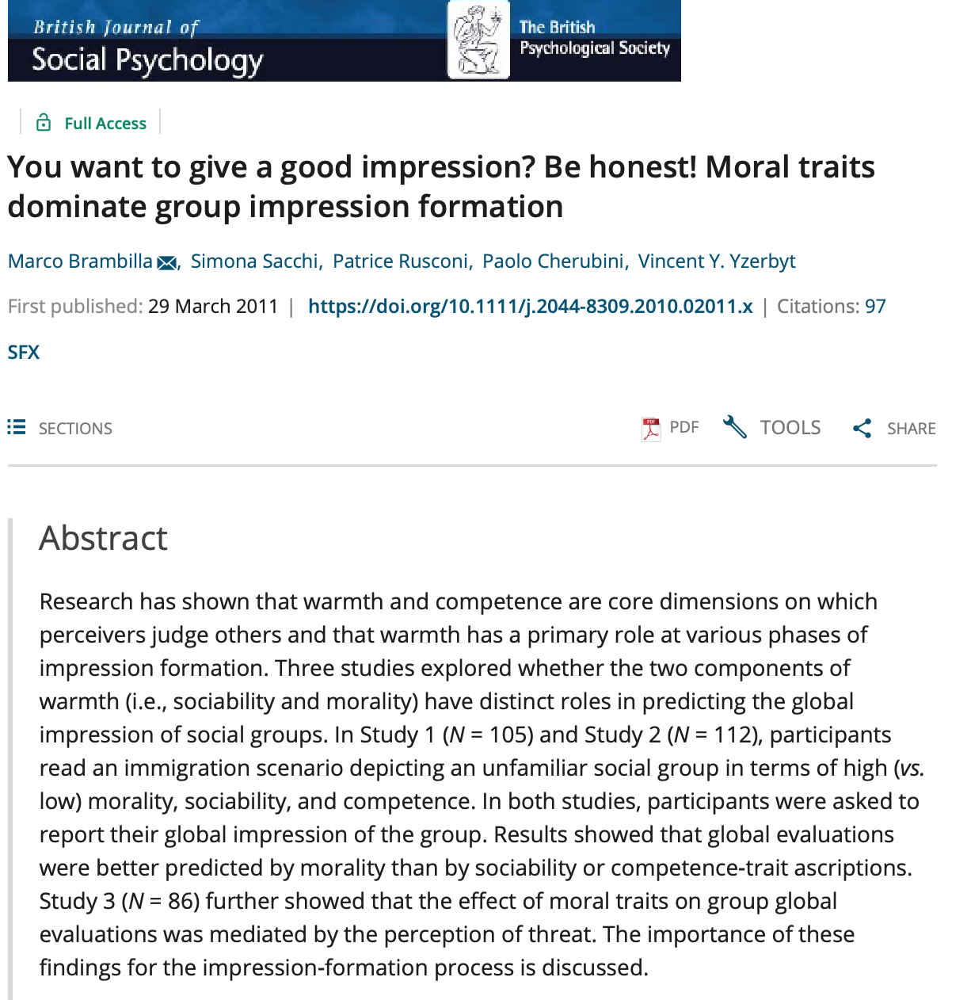 British Journal of
Social Psychology
The British
Psychological Society
Full Access
You want to give a good impression? Be honest! Moral traits
dominate group impression formation
Marco Brambilla, Simona Sacchi, Patrice Rusconi, Paolo Cherubini, Vincent Y. Yzerbyt
First published: 29 March 2011 | https://doi.org/10.1111/j.2044-8309.2010.02011.x | Citations: 97
SFX
SECTIONS PDF TOOLS SHARE
Abstract
Research has shown that warmth and competence are core dimensions on which
perceivers judge others and that warmth has a primary role at various phases of
impression formation. Three studies explored whether the two components of
warmth (i.e., sociability and morality) have distinct roles in predicting the global
impression of social groups. In Study 1 (N = 105) and Study 2 (N = 112), participants
read an immigration scenario depicting an unfamiliar social group in terms of high (vs.
low) morality, sociability, and competence. In both studies, participants were asked to
report their global impression of the group. Results showed that global evaluations
were better predicted by morality than by sociability or competence-trait ascriptions.
Study 3 (N = 86) further showed that the effect of moral traits on group global
evaluations was mediated by the perception of threat. The importance of these
findings for the impression-formation process is discussed.